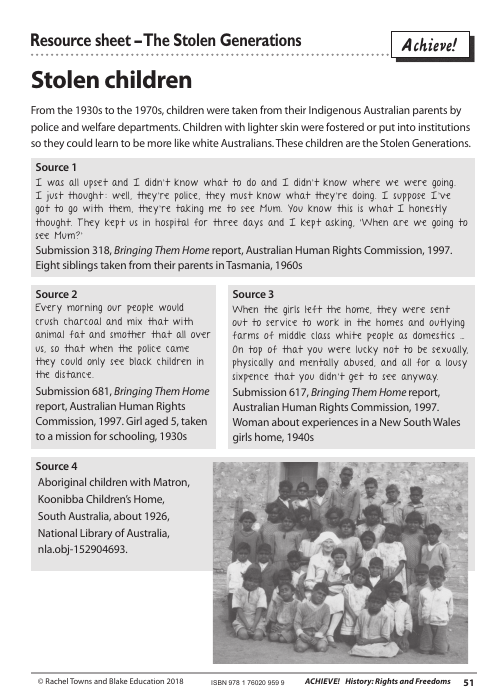 Resource sheet – The Stolen Generations
Achieve!
Stolen children
From the 1930s to the 1970s, children were taken from their Indigenous Australian parents by
police and welfare departments. Children with lighter skin were fostered or put into institutions
so they could learn to be more like white Australians. These children are the Stolen Generations.
Source 1
I was all upset and I didn't know what to do and I didn't know where we were going.
I just thought: well, they're police, they must know what they're doing. I suppose I've
got to go with them, they're taking me to see Mum. You know this is what I honestly
thought. They kept us in hospital for three days and I kept asking, 'When are we going to
see Mum?'
Submission 318, Bringing Them Home report, Australian Human Rights Commission, 1997.
Eight siblings taken from their parents in Tasmania, 1960s
Source 2
Every morning our people would
crush charcoal and mix that with
animal fat and smother that all over
us, so that when the police came
they could only see black children in
the distance.
Submission 681, Bringing Them Home
report, Australian Human Rights
Commission, 1997. Girl aged 5, taken
to a mission for schooling, 1930s
Source 3
When the girls left the home, they were sent
out to service to work in the homes and outlying
farms of middle class white people as domestics ...
On top of that you were lucky not to be sexually,
physically and mentally abused, and all for a lousy
sixpence that you didn't get to see anyway.
Submission 617, Bringing Them Home report,
Australian Human Rights Commission, 1997.
Woman about experiences in a New South Wales
girls home, 1940s
Source 4
Aboriginal children with Matron,
Koonibba Children's Home,
South Australia, about 1926,
National Library of Australia,
nla.obj-152904693.
© Rachel Towns and Blake Education 2018
ISBN 978 1 76020 959 9
ACHIEVE! History: Rights and Freedoms 51